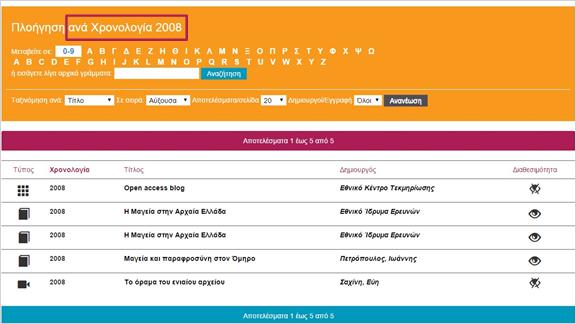 Πλοήγηση ανά Χρονολογία 2008
Μεταβείτε σε: 0-9 Α Β Γ Δ Ε Ζ Η Θ Ι Κ Λ Μ Ν Ξ Ο Π Ρ Σ Τ Υ Φ Χ Ψ Ω
A B C D E F G H I J K L M N O P Q R S T U V W X Y Z
ή εισάγετε λίγα αρχικά γράμματα: Αναζήτηση
Ταξινόμηση ανά: Τίτλο Σε σειρά: Αύξουσα Αποτελέσματα/σελίδα 20 Δημιουργοί/Εγγραφή Όλοι Ανανέωση
Αποτελέσματα 1 έως 5 από 5
Τύπος Χρονολογία Τίτλος Δημιουργός Διαθεσιμότητα
2008 Open access blog Εθνικό Κέντρο Τεκμηρίωσης
2008 Η Μαγεία στην Αρχαία Ελλάδα Εθνικό Ίδρυμα Ερευνών
2008 Η Μαγεία στην Αρχαία Ελλάδα Εθνικό Ίδρυμα Ερευνών
2008 Μαγεία και παραφροσύνη στον Όμηρο Πετρόπουλος, Ιωάννης
2008 Το όραμα του ενιαίου αρχείου Σαχίνη, Εύη
Αποτελέσματα 1 έως 5 από 5